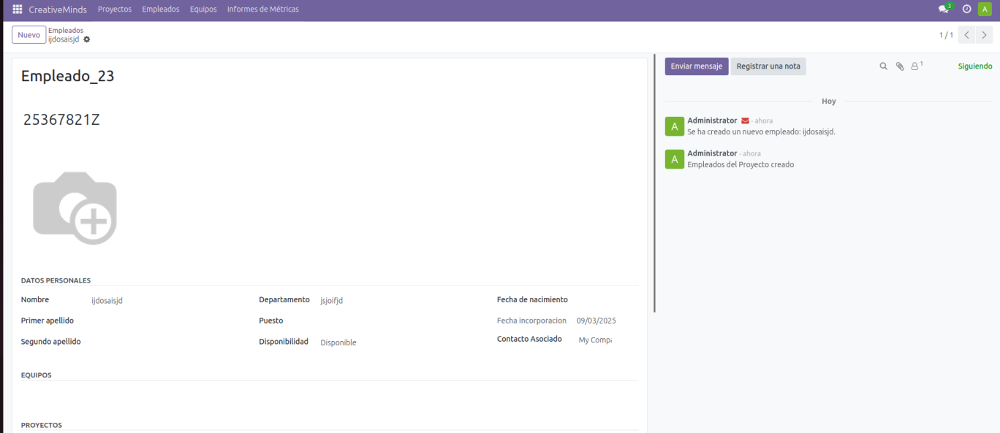 CreativeMinds Proyectos Empleados Equipos Informes de Métricas 3 A
Nuevo
Empleados
ijdosaisjd
1 / 1
Empleado_23
25367821Z
DATOS PERSONALES
Nombre ijdosaisjd
Departamento jsjoifjd
Fecha de nacimiento
Primer apellido
Puesto
Fecha incorporacion 09/03/2025
Segundo apellido
Disponibilidad Disponible
Contacto Asociado My Compa
EQUIPOS
PROYECTOS
Enviar mensaje Registrar una nota 1 Siguiendo
Hoy
A
Administrator - ahora
Se ha creado un nuevo empleado: ijdosaisjd.
A
Administrator - ahora
Empleados del Proyecto creado